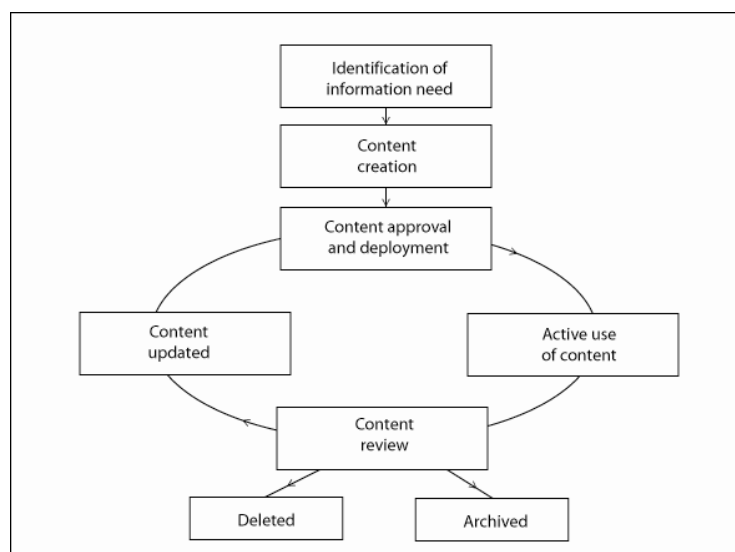 Identification of
information need
Content
creation
Content approval
and deployment
Content
updated
Active use
of content
Content
review
Deleted
Archived